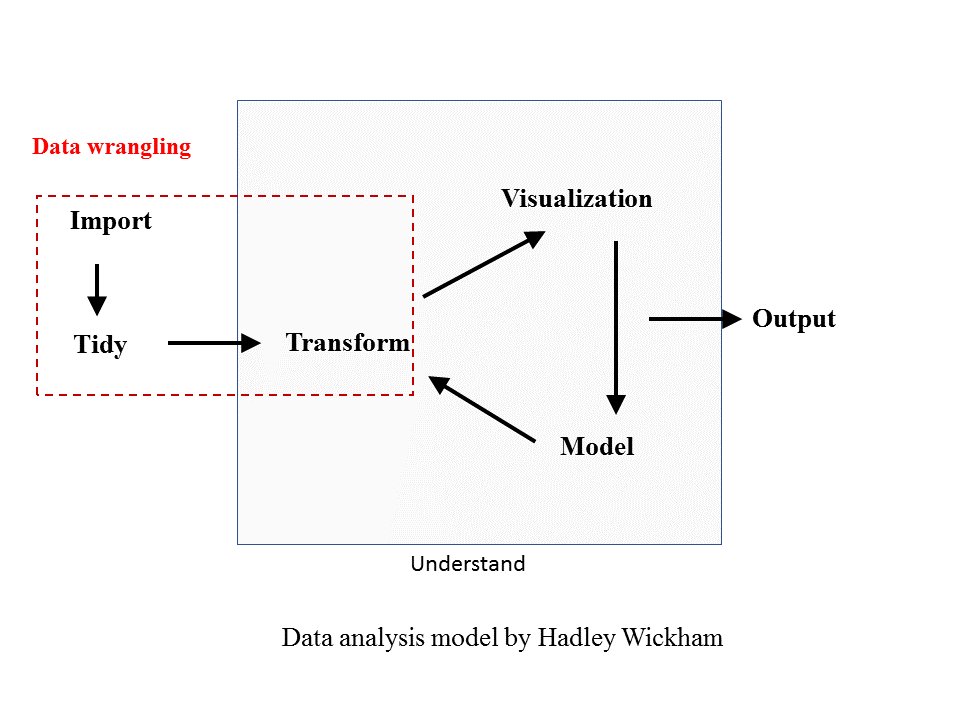 Data wrangling
Import
Visualization
Output
Tidy
Transform
Model
Understand
Data analysis model by Hadley Wickham